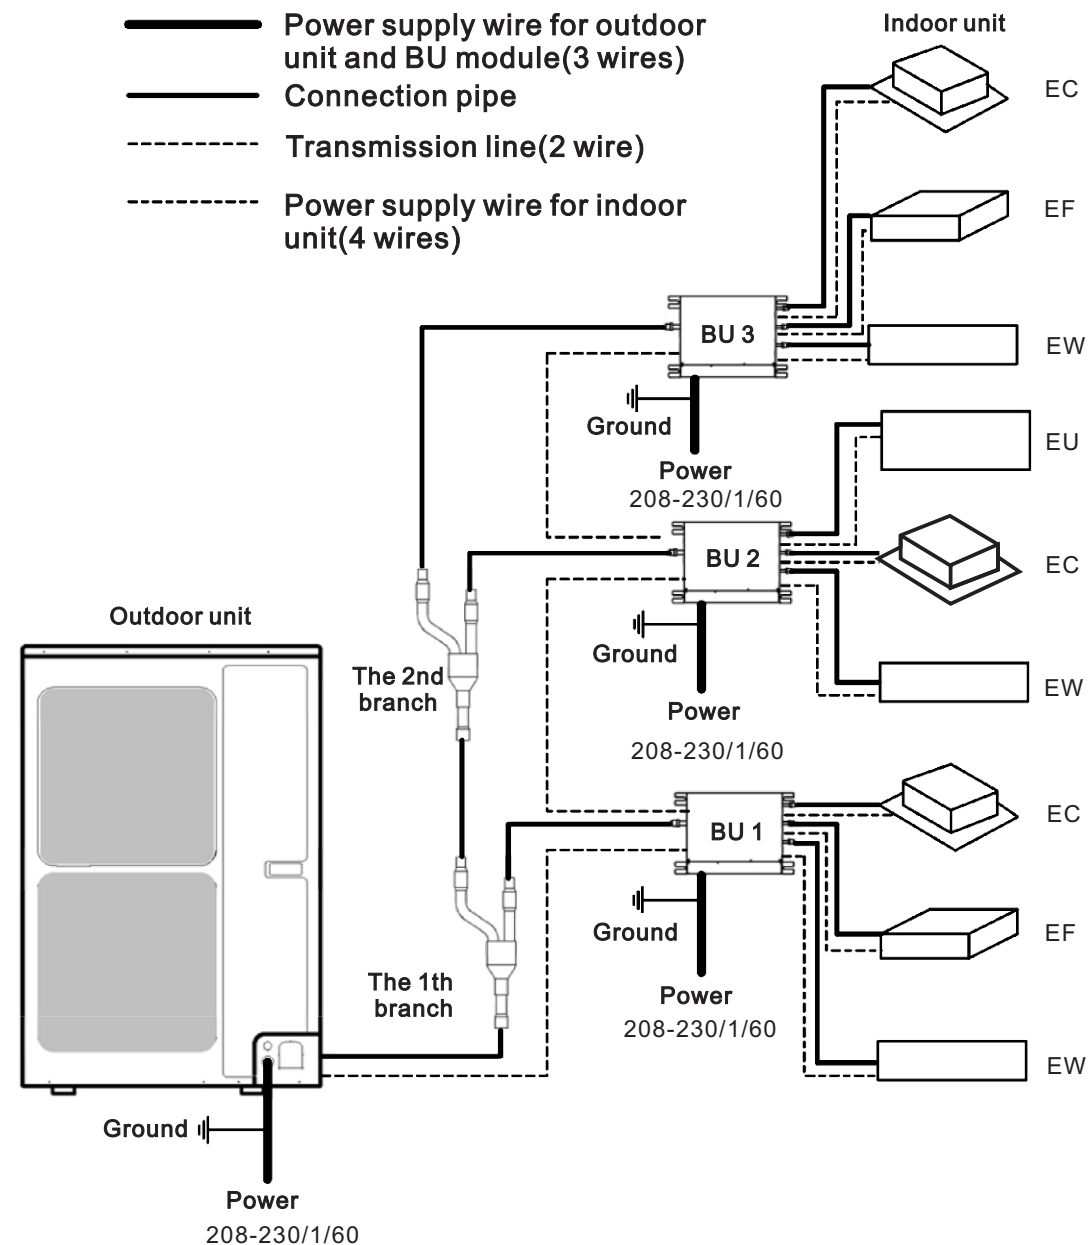 Power supply wire for outdoor
unit and BU module(3 wires)
Connection pipe
Transmission line(2 wire)
Power supply wire for indoor
unit(4 wires)
Indoor unit
EC
EF
BU 3
EW
Ground
Power
208-230/1/60
EU
BU 2
EC
Ground
EW
Power
208-230/1/60
Outdoor unit
The 2nd
branch
EC
BU 1
EF
Ground
The 1th
branch
Power
208-230/1/60
EW
Ground
Power
208-230/1/60